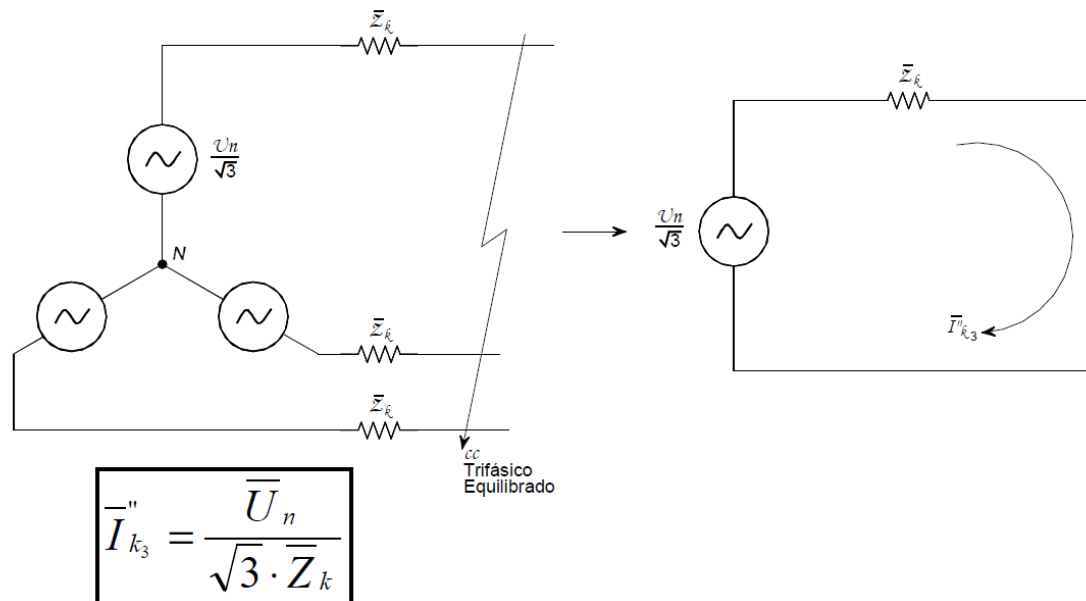 Z̄k
Un/√3
N
Z̄k
Z̄k
cc
Trifásico
Equilibrado
Z̄k
Un/√3
Ī"k3
Ī"k3 = Ūn / √3 · Z̄k